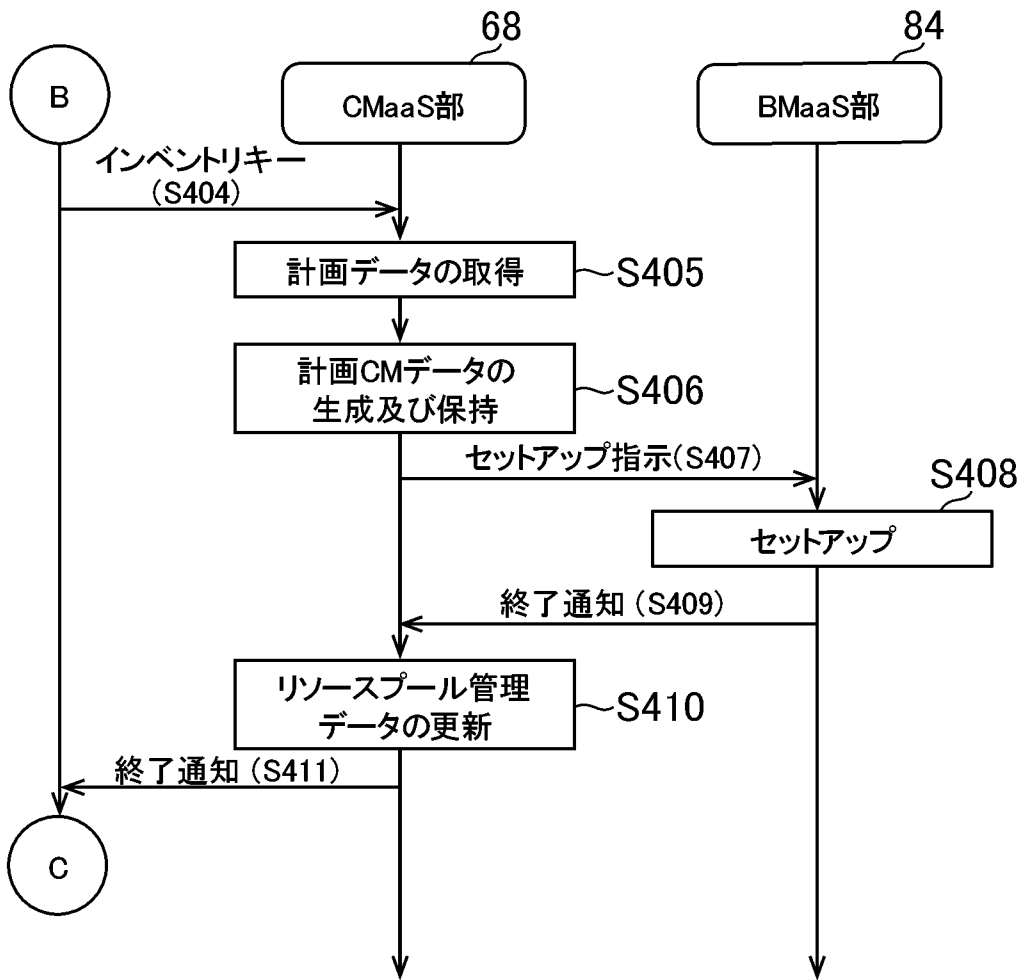 68
84
B
CMaaS部
BMaaS部
インベントリキー
(S404)
計画データの取得
S405
計画CMデータの
生成及び保持
S406
セットアップ指示(S407)
S408
セットアップ
終了通知(S409)
リソースプール管理
データの更新
S410
終了通知(S411)
C